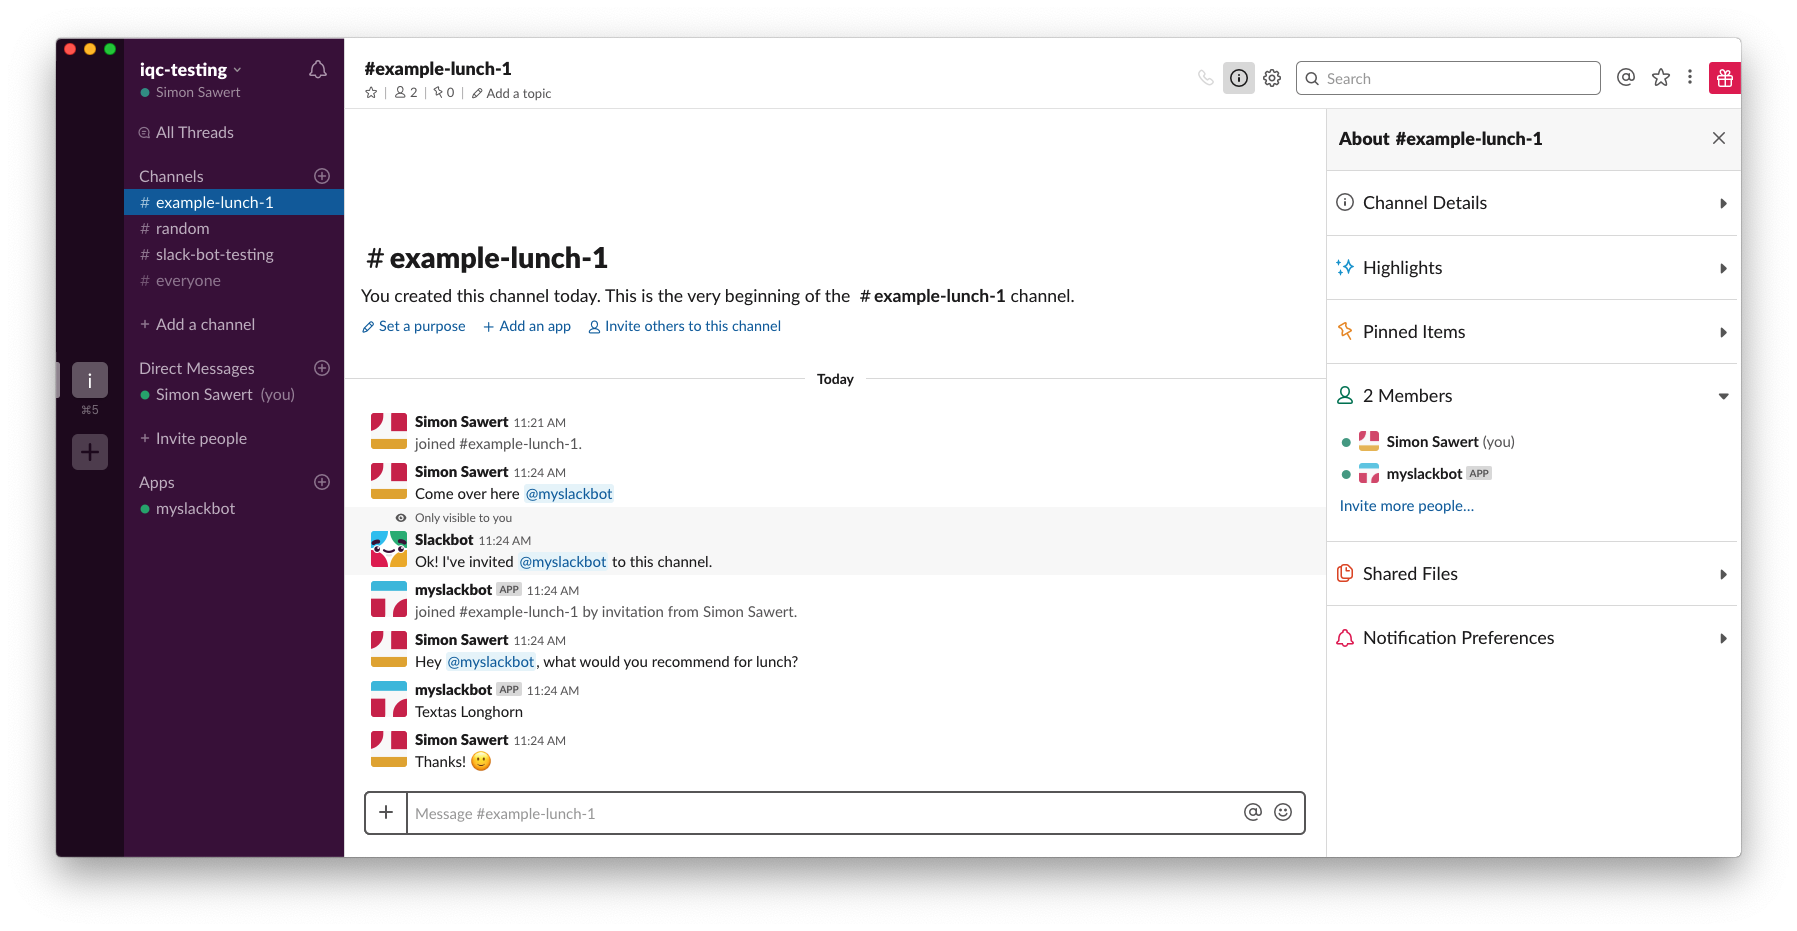 iqc-testing
Simon Sawert
All Threads
Channels
# example-lunch-1
# random
# slack-bot-testing
# everyone
+ Add a channel
Direct Messages
Simon Sawert (you)
+ Invite people
Apps
myslackbot
i
⌘5
#example-lunch-1
2 | 0 | Add a topic
Search
# example-lunch-1
You created this channel today. This is the very beginning of the # example-lunch-1 channel.
Set a purpose + Add an app Invite others to this channel
Today
Simon Sawert 11:21 AM
joined #example-lunch-1.
Simon Sawert 11:24 AM
Come over here @myslackbot
Only visible to you
Slackbot 11:24 AM
Ok! I've invited @myslackbot to this channel.
myslackbot APP 11:24 AM
joined #example-lunch-1 by invitation from Simon Sawert.
Simon Sawert 11:24 AM
Hey @myslackbot, what would you recommend for lunch?
myslackbot APP 11:24 AM
Textas Longhorn
Simon Sawert 11:24 AM
Thanks! 🙂
Message #example-lunch-1
About #example-lunch-1
Channel Details
Highlights
Pinned Items
2 Members
Simon Sawert (you)
myslackbot APP
Invite more people...
Shared Files
Notification Preferences